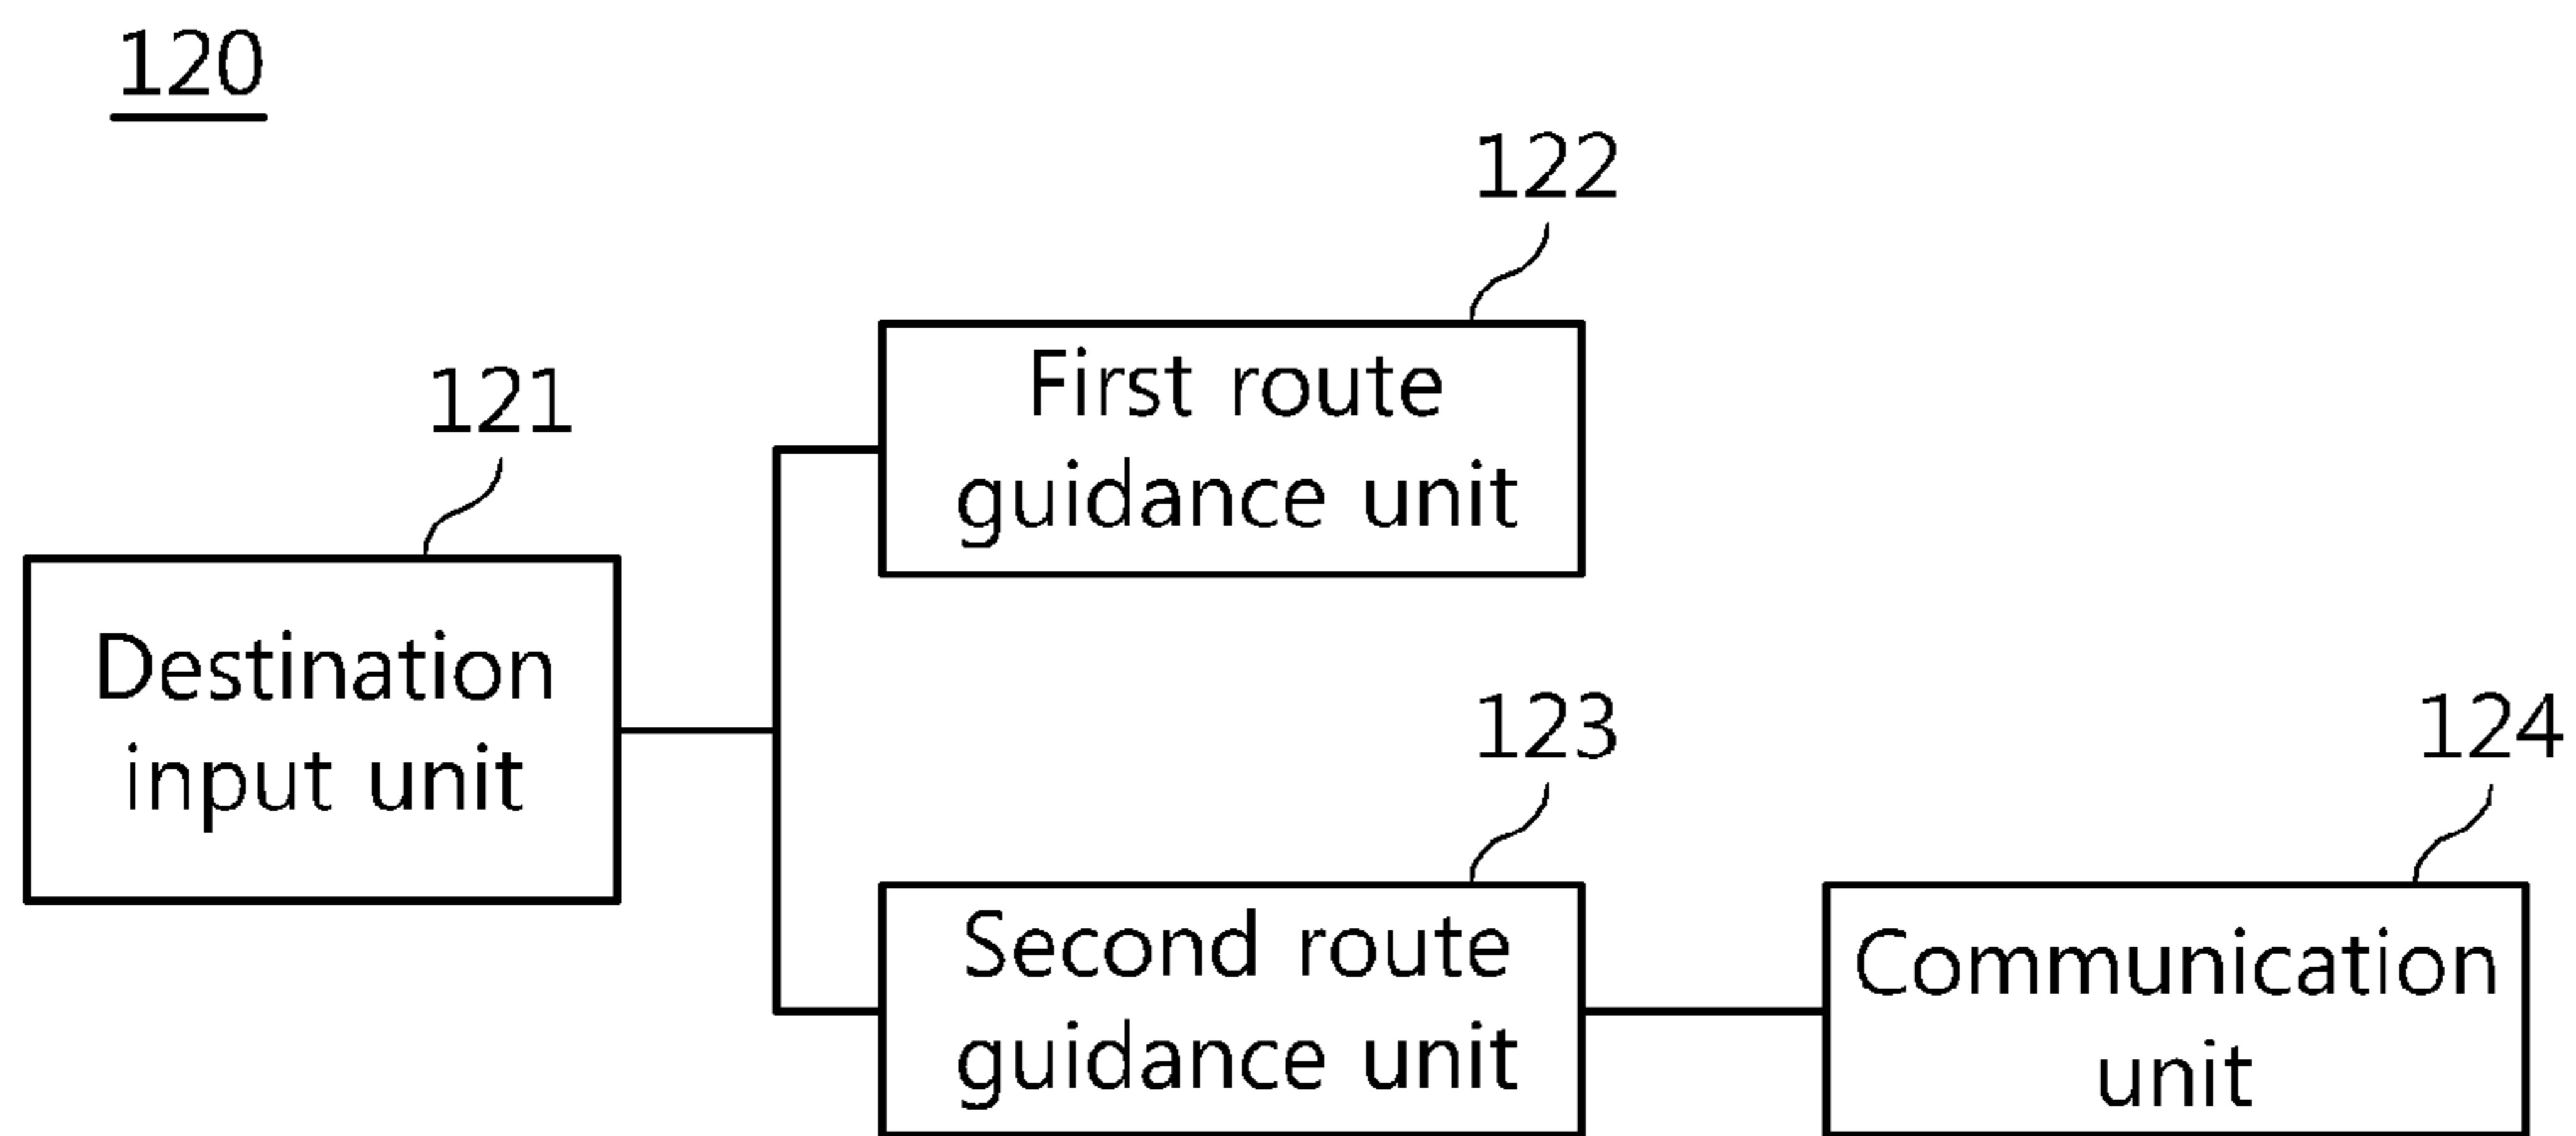 120
122
First route
guidance unit
121
Destination
input unit
123
Second route
guidance unit
124
Communication
unit